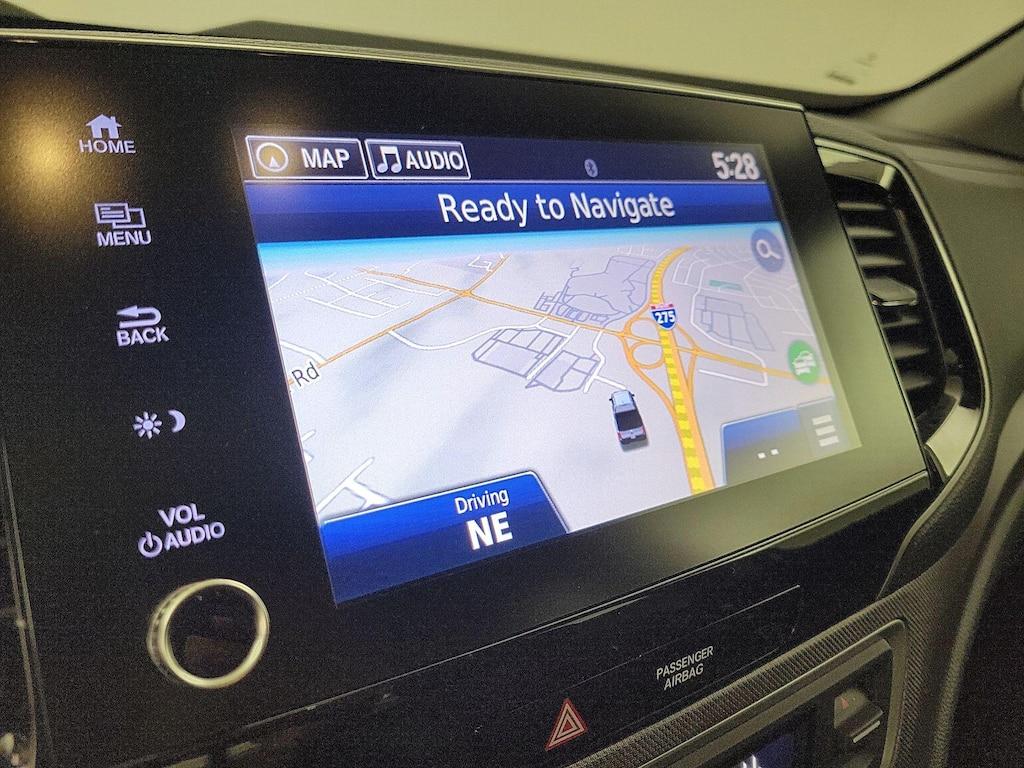 HOME
MENU
BACK
VOL
AUDIO
MAP
AUDIO
5:28
Ready to Navigate
275
Rd
Driving
NE
PASSENGER
AIRBAG